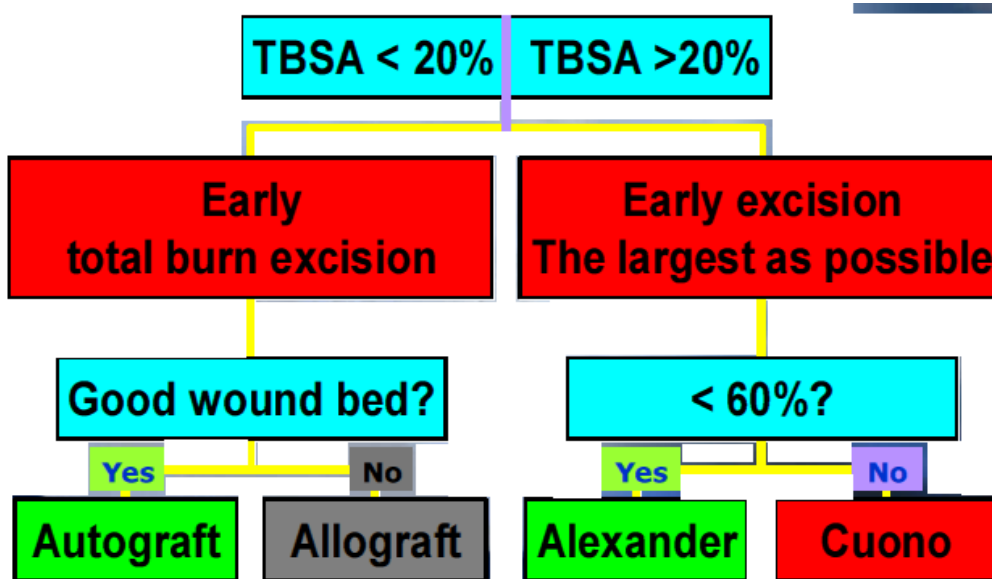 TBSA < 20% TBSA >20%
Early
total burn excision
Early excision
The largest as possible
Good wound bed?
< 60%?
Yes
No
Yes
No
Autograft
Allograft
Alexander
Cuono